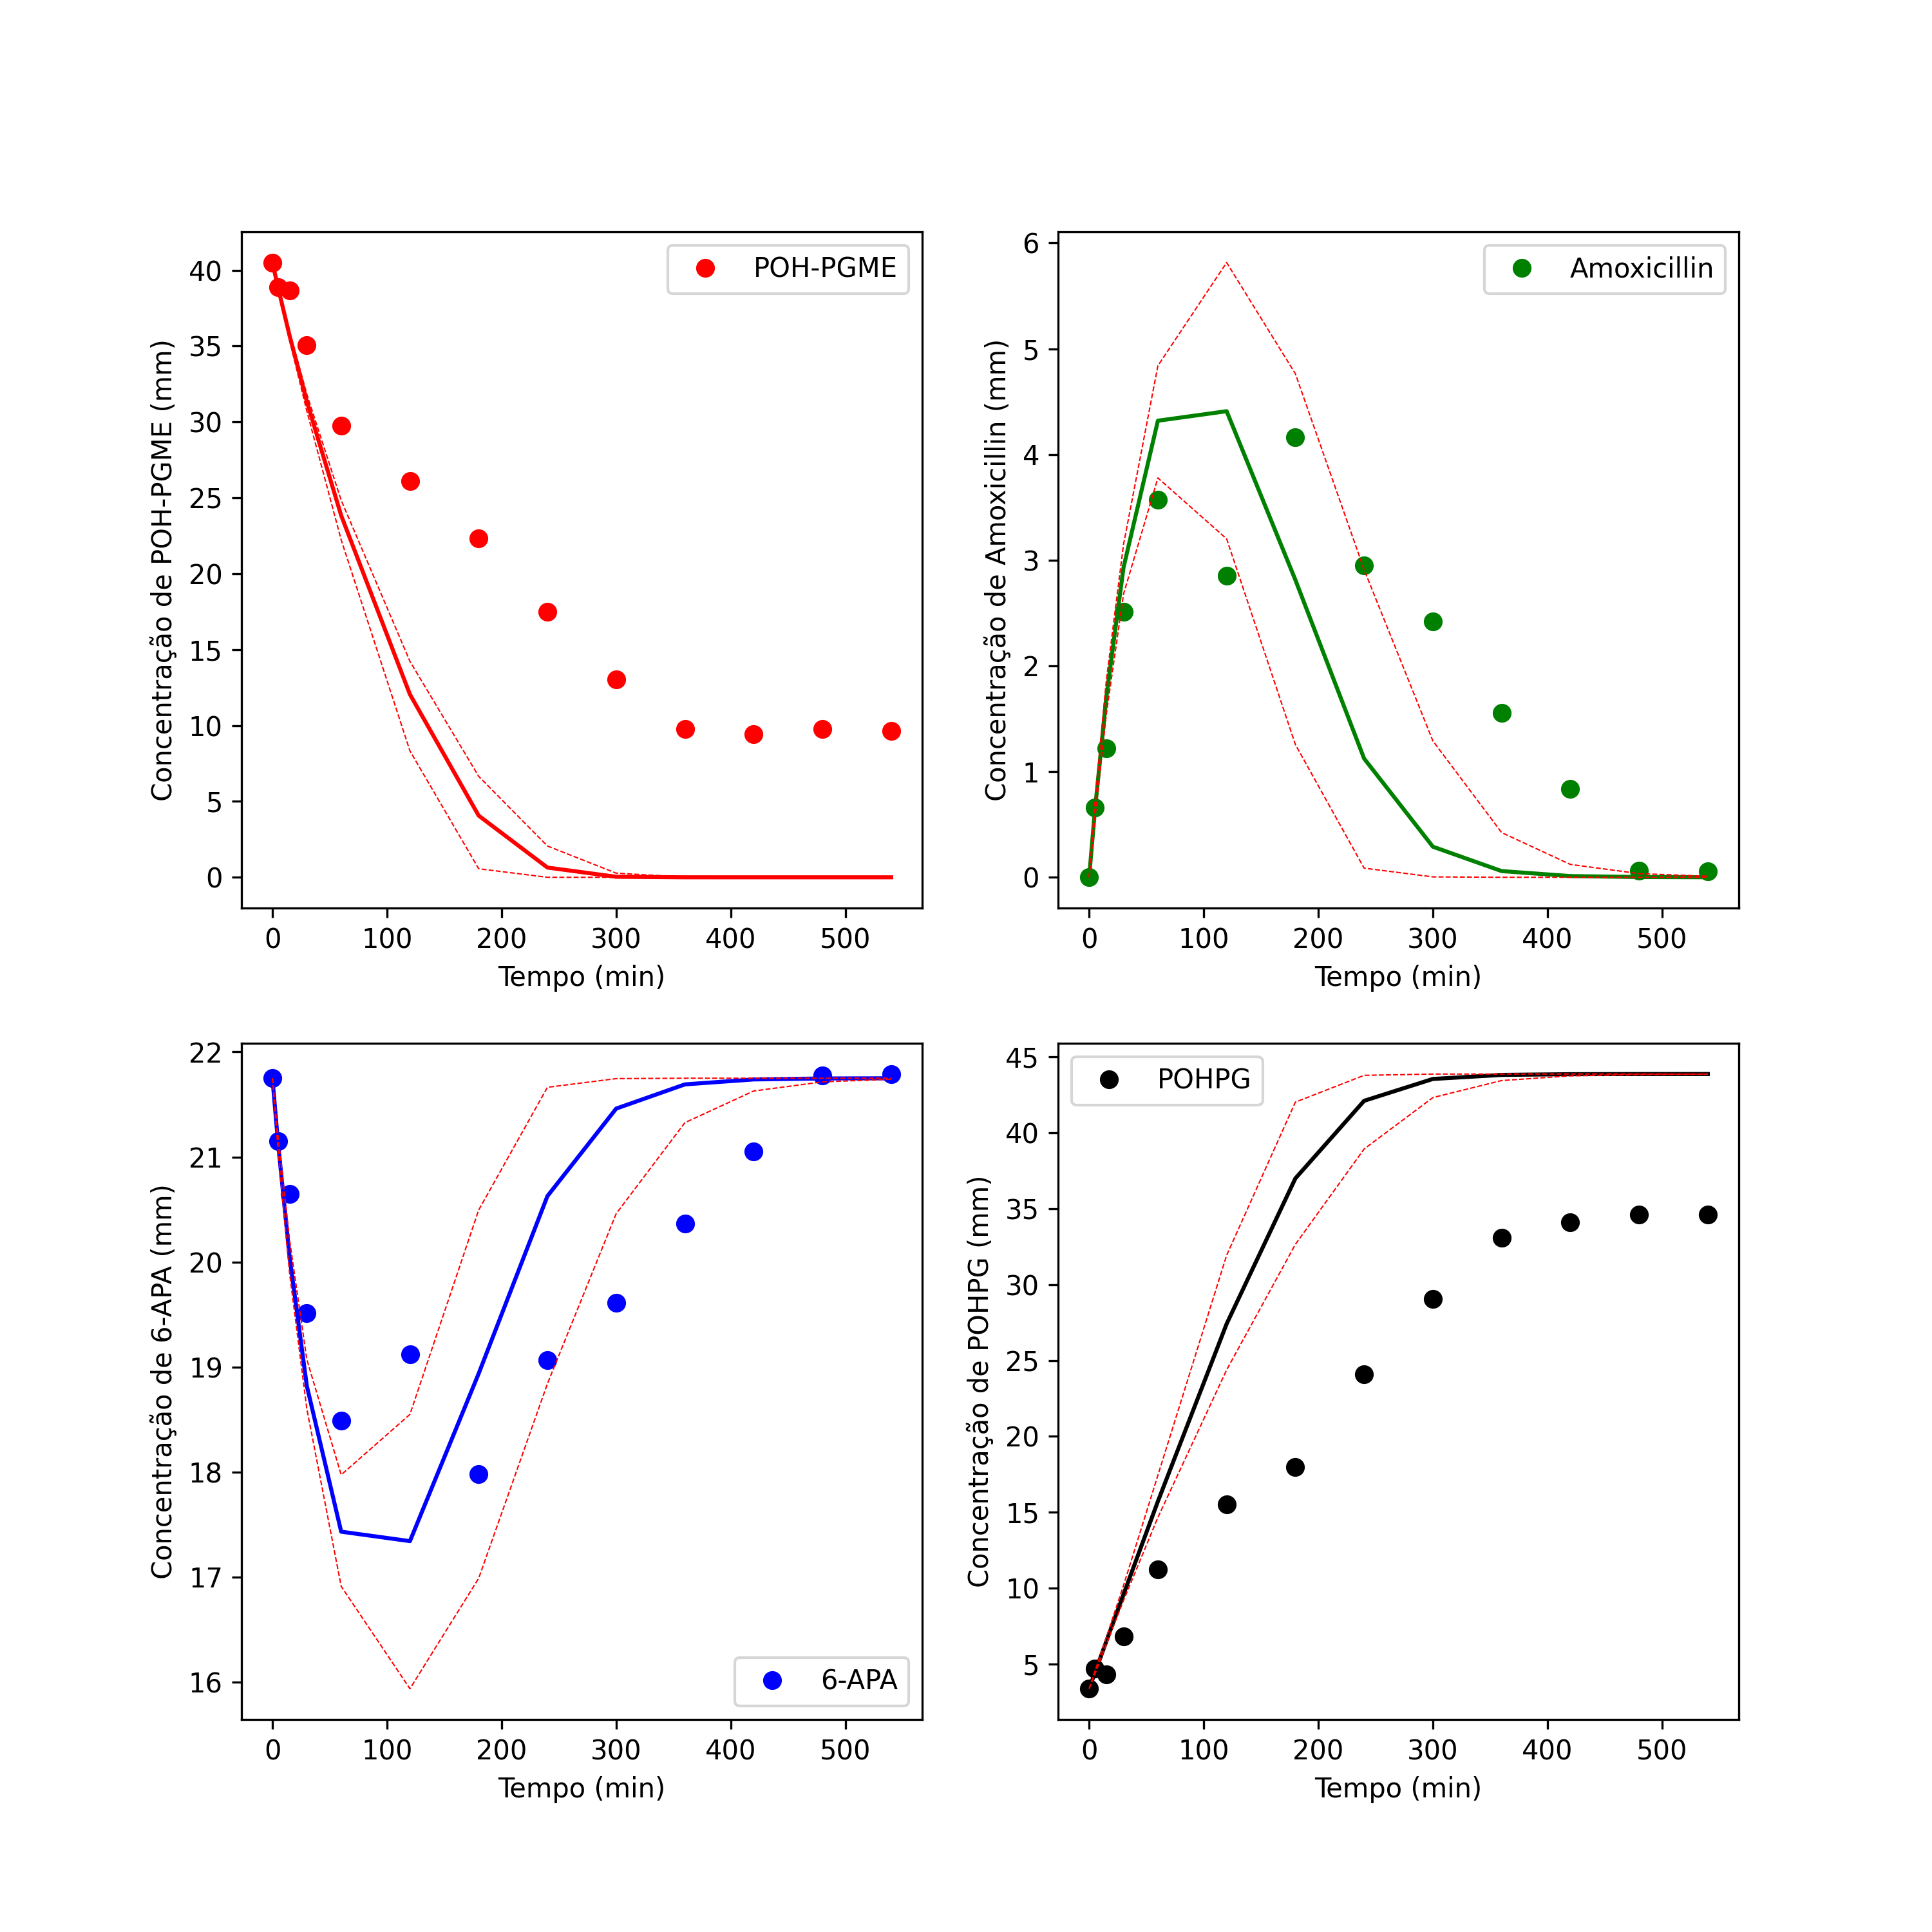 POH-PGME
Concentração de POH-PGME (mm)
40
35
30
25
20
15
10
5
0
0 100 200 300 400 500
Tempo (min)
Amoxicillin
Concentração de Amoxicillin (mm)
6
5
4
3
2
1
0
0 100 200 300 400 500
Tempo (min)
6-APA
Concentração de 6-APA (mm)
22
21
20
19
18
17
16
0 100 200 300 400 500
Tempo (min)
POHPG
Concentração de POHPG (mm)
45
40
35
30
25
20
15
10
5
0 100 200 300 400 500
Tempo (min)